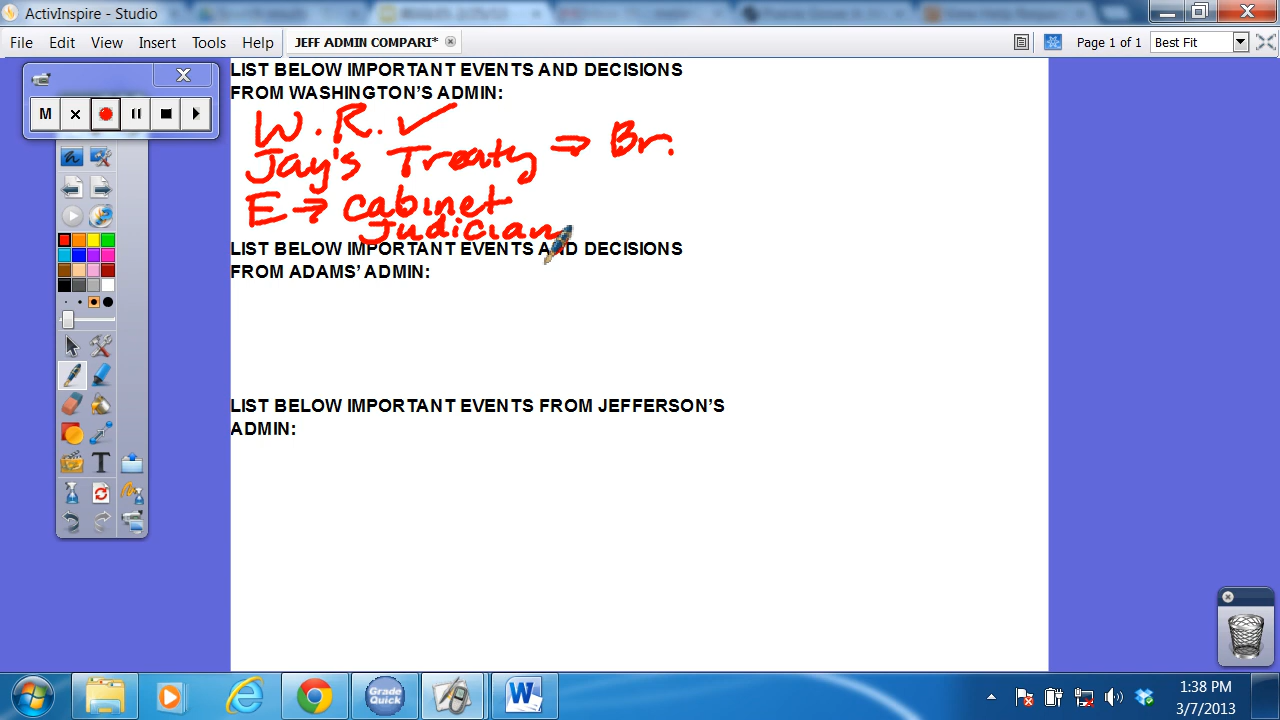 ActivInspire - Studio
File Edit View Insert Tools Help JEFF ADMIN COMPARI* Page 1 of 1 Best Fit
M
LIST BELOW IMPORTANT EVENTS AND DECISIONS
FROM WASHINGTON'S ADMIN:
W. R. ✓
Jay's Treaty ⇒ Br.
E → Cabinet
Judiciary
LIST BELOW IMPORTANT EVENTS AND DECISIONS
FROM ADAMS' ADMIN:
LIST BELOW IMPORTANT EVENTS FROM JEFFERSON'S
ADMIN:
Grade Quick
1:38 PM
3/7/2013